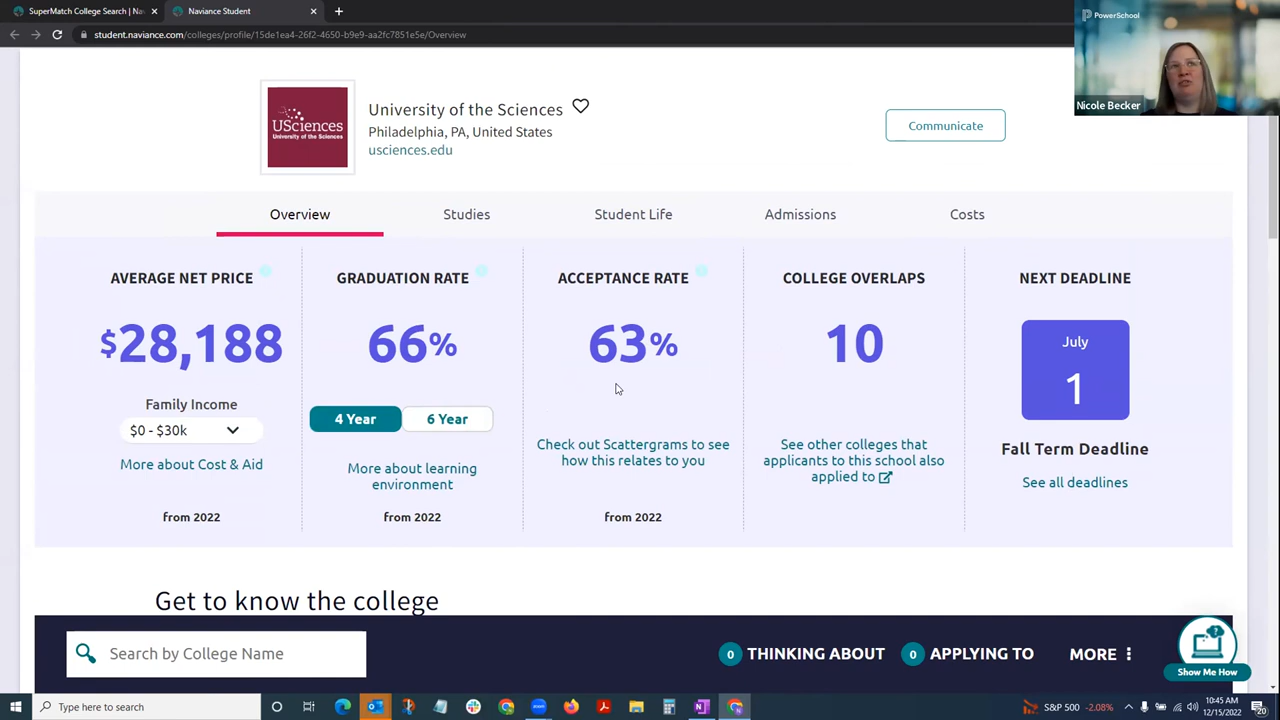 SuperMatch College Search | Nav
Naviance Student
student.naviance.com/colleges/profile/15de1ea4-26f2-4650-b9e9-aa2fc7851e5e/Overview
PowerSchool
Nicole Becker
USciences
University of the Sciences
University of the Sciences
Philadelphia, PA, United States
usciences.edu
Communicate
Overview
Studies
Student Life
Admissions
Costs
AVERAGE NET PRICE
$28,188
Family Income
$0 - $30k
More about Cost & Aid
from 2022
GRADUATION RATE
66%
4 Year
6 Year
More about learning
environment
from 2022
ACCEPTANCE RATE
63%
Check out Scattergrams to see
how this relates to you
from 2022
COLLEGE OVERLAPS
10
See other colleges that
applicants to this school also
applied to
NEXT DEADLINE
July
1
Fall Term Deadline
See all deadlines
Get to know the college
Search by College Name
0 THINKING ABOUT
0 APPLYING TO
MORE
Show Me How
Type here to search
S&P 500 -2.08%
10:45 AM
12/15/2022
20